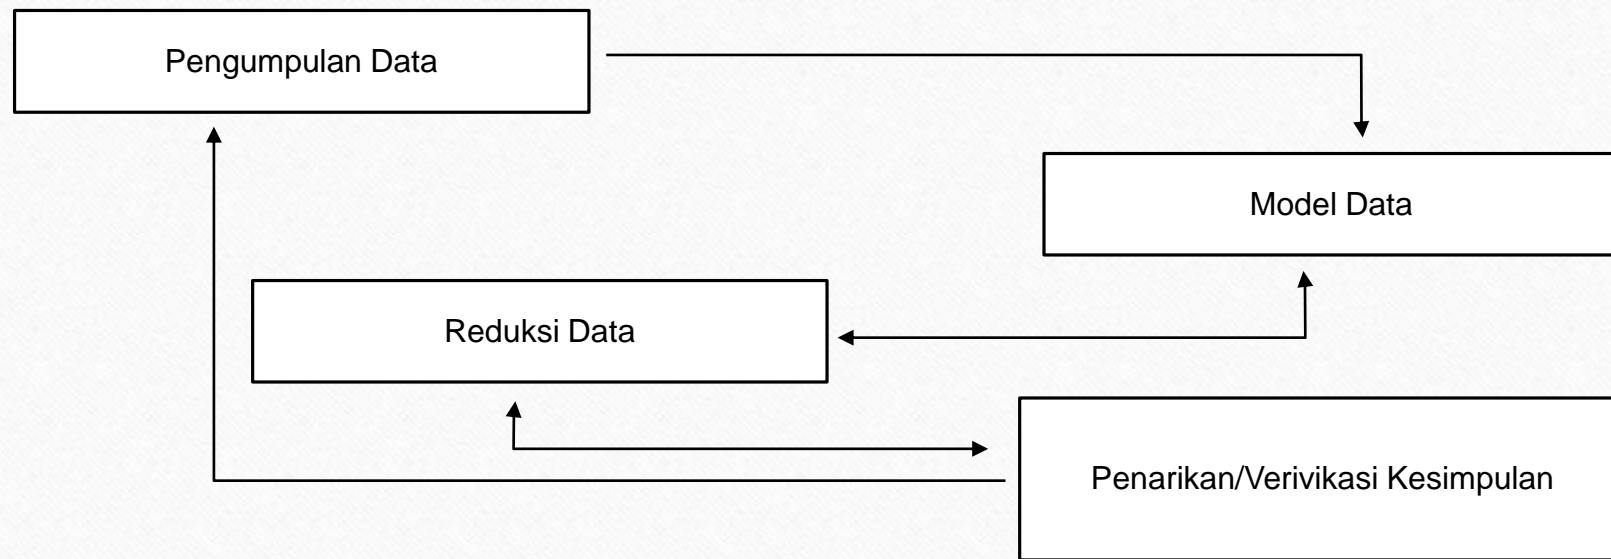 Pengumpulan Data
Model Data
Reduksi Data
Penarikan/Verivikasi Kesimpulan